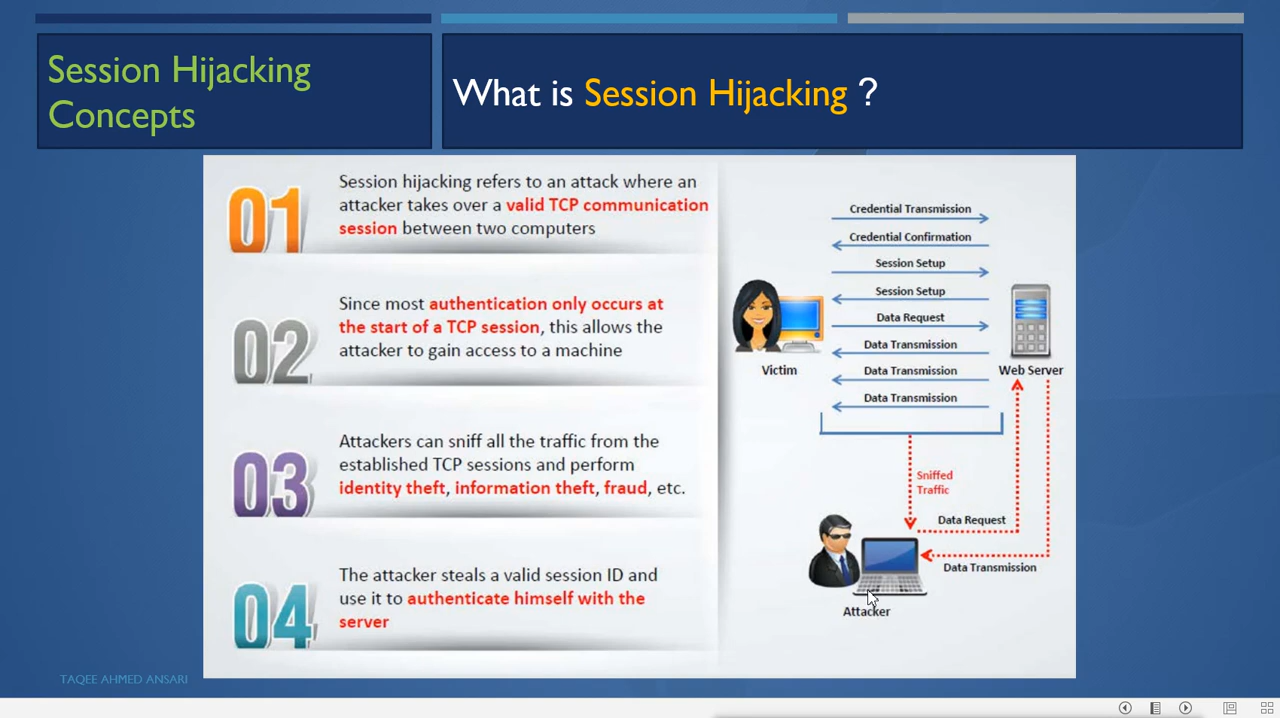 Session Hijacking
Concepts
What is Session Hijacking ?
01
Session hijacking refers to an attack where an
attacker takes over a valid TCP communication
session between two computers
02
Since most authentication only occurs at
the start of a TCP session, this allows the
attacker to gain access to a machine
03
Attackers can sniff all the traffic from the
established TCP sessions and perform
identity theft, information theft, fraud, etc.
04
The attacker steals a valid session ID and
use it to authenticate himself with the
server
Credential Transmission
Credential Confirmation
Session Setup
Session Setup
Data Request
Data Transmission
Data Transmission
Data Transmission
Victim
Web Server
Sniffed
Traffic
Data Request
Data Transmission
Attacker
TAQEE AHMED ANSARI